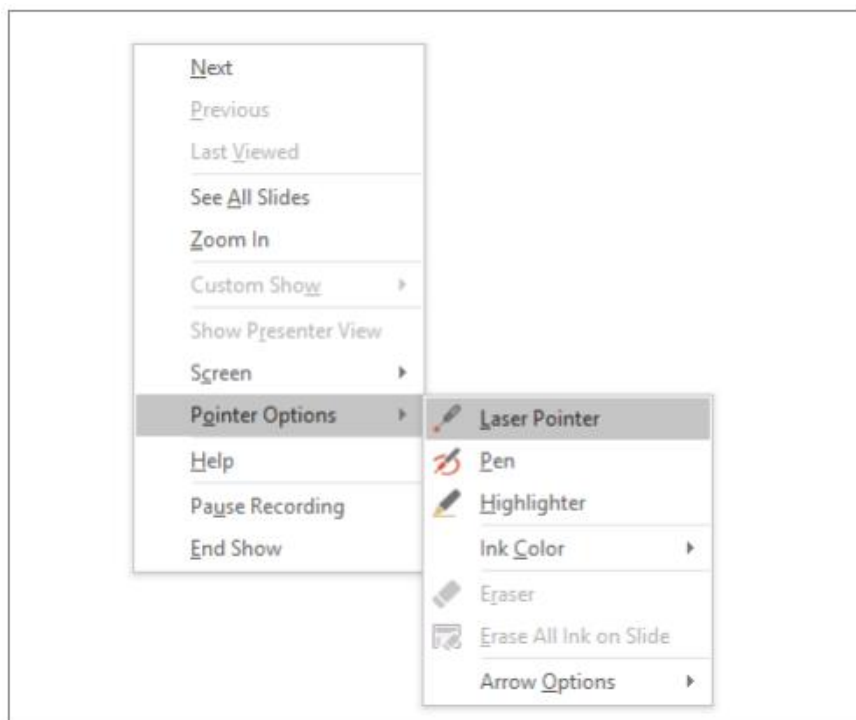 Next
Previous
Last Viewed
See All Slides
Zoom In
Custom Show
Show Presenter View
Screen
Pointer Options
Help
Pause Recording
End Show
Laser Pointer
Pen
Highlighter
Ink Color
Eraser
Erase All Ink on Slide
Arrow Options